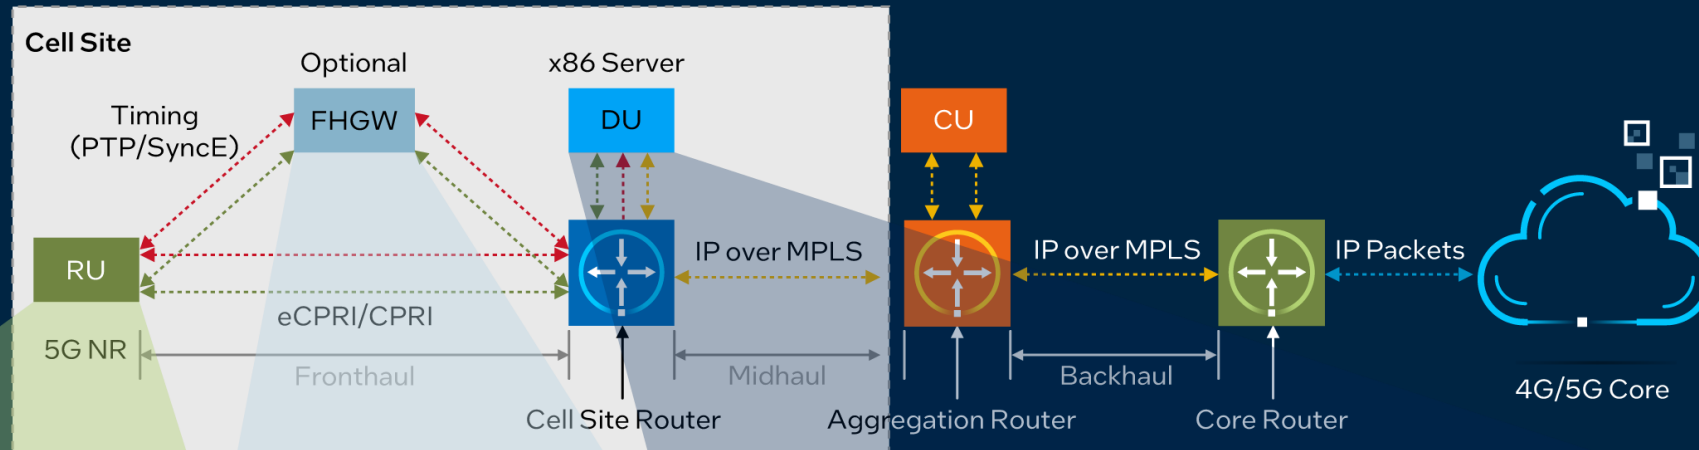 Cell Site
Optional
x86 Server
Timing
(PTP/SyncE)
FHGW
DU
CU
RU
IP over MPLS
IP over MPLS
IP Packets
eCPRI/CPRI
5G NR
Fronthaul
Midhaul
Backhaul
4G/5G Core
Cell Site Router
Aggregation Router
Core Router